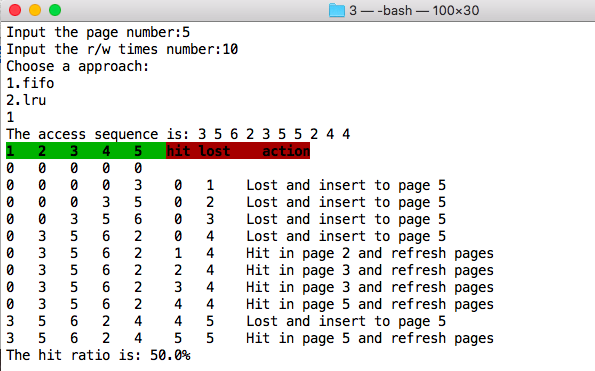 3 — -bash — 100×30
Input the page number:5
Input the r/w times number:10
Choose a approach:
1.fifo
2.lru
1
The access sequence is: 3 5 6 2 3 5 5 2 4 4
1 2 3 4 5 hit lost action
0 0 0 0 0
0 0 0 0 3 0 1 Lost and insert to page 5
0 0 0 3 5 0 2 Lost and insert to page 5
0 0 3 5 6 0 3 Lost and insert to page 5
0 3 5 6 2 0 4 Lost and insert to page 5
0 3 5 6 2 1 4 Hit in page 2 and refresh pages
0 3 5 6 2 2 4 Hit in page 3 and refresh pages
0 3 5 6 2 3 4 Hit in page 3 and refresh pages
0 3 5 6 2 4 4 Hit in page 5 and refresh pages
3 5 6 2 4 4 5 Lost and insert to page 5
3 5 6 2 4 5 5 Hit in page 5 and refresh pages
The hit ratio is: 50.0%